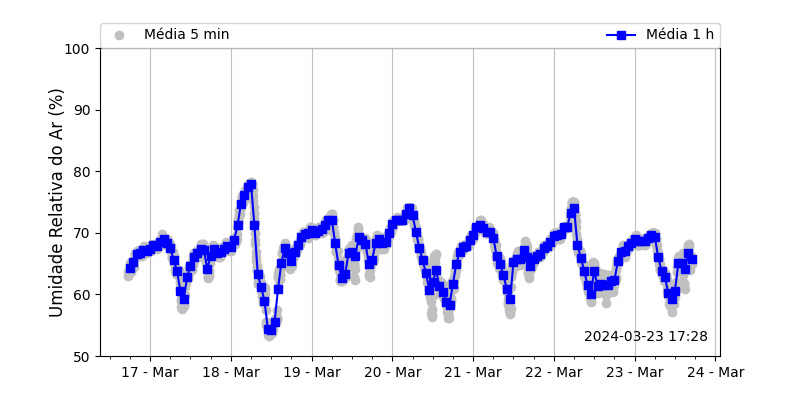 Média 5 min
Média 1 h
Umidade Relativa do Ar (%)
100
90
80
70
60
50
2024-03-23 17:28
17 - Mar
18 - Mar
19 - Mar
20 - Mar
21 - Mar
22 - Mar
23 - Mar
24 - Mar